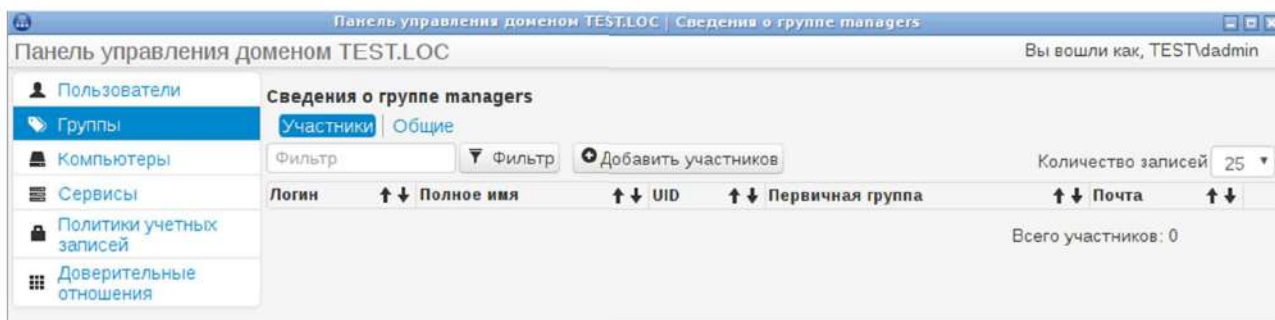 Панель управления доменом TEST.LOC | Сведения о группе managers
Панель управления доменом TEST.LOC
Вы вошли как, TEST\dadmin
Пользователи
Группы
Компьютеры
Сервисы
Политики учетных
записей
Доверительные
отношения
Сведения о группе managers
Участники | Общие
Фильтр Фильтр Добавить участников Количество записей 25
Логин Полное имя UID Первичная группа Почта
Всего участников: 0